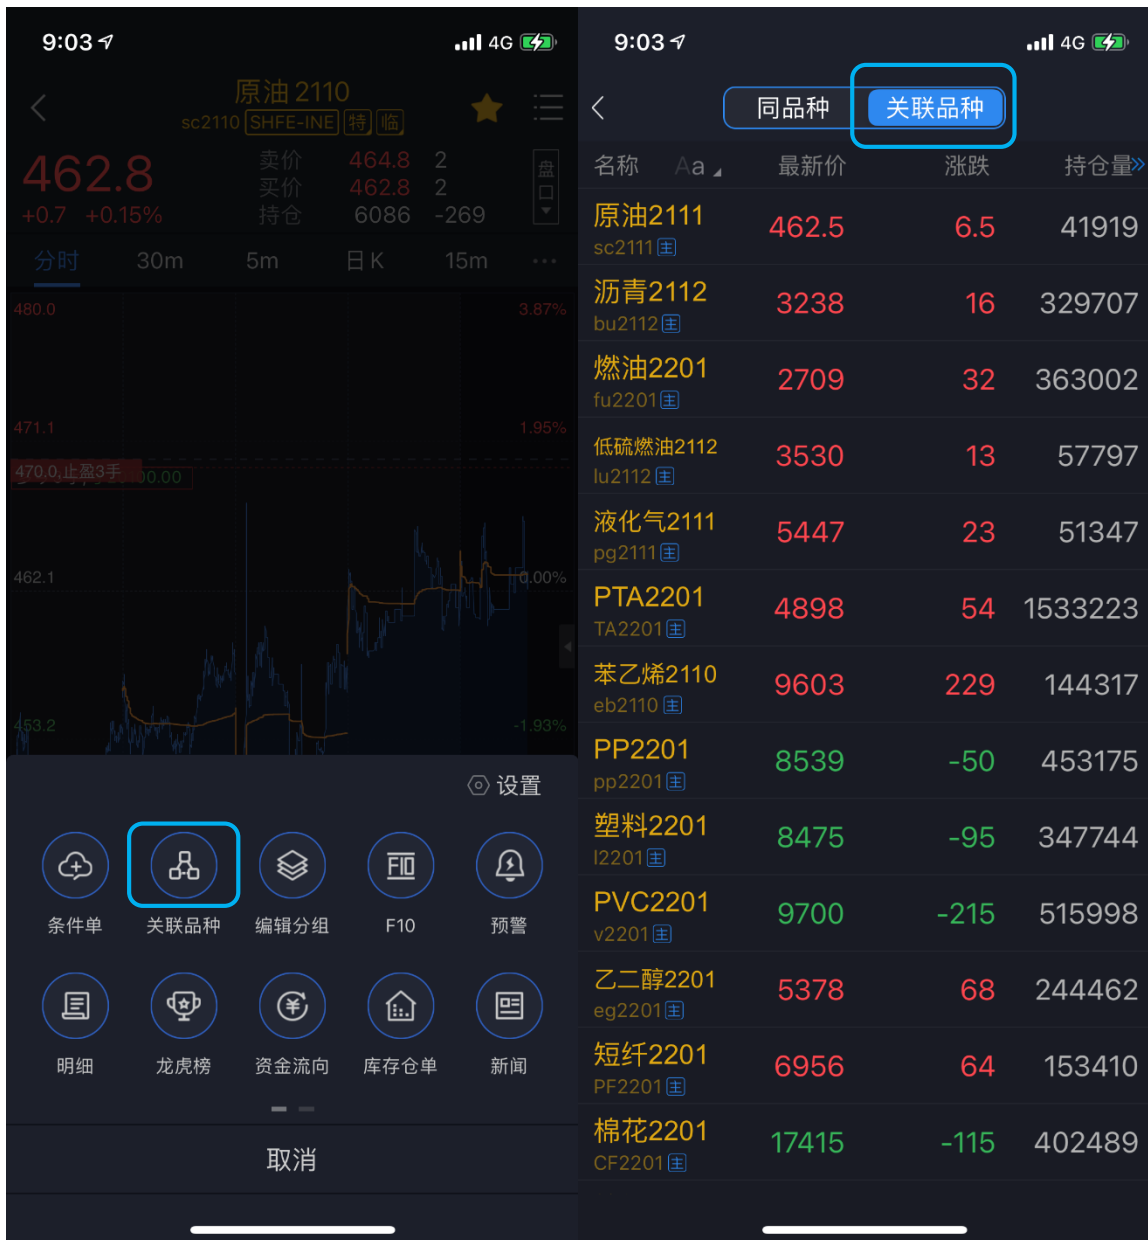 9:03
4G
原油 2110
sc2110 SHFE-INE 特 临
462.8
+0.7 +0.15%
卖价 464.8 2
买价 462.8 2
持仓 6086 -269
盘口
分时 30m 5m 日K 15m ...
480.0 3.87%
471.1 1.95%
470.0,止盈3手
00.00
462.1 0.00%
453.2 -1.93%
设置
条件单 关联品种 编辑分组 F10 预警
明细 龙虎榜 资金流向 库存仓单 新闻
取消
9:03
4G
同品种 关联品种
名称 Aa 最新价 涨跌 持仓量»
原油2111 462.5 6.5 41919
sc2111 主
沥青2112 3238 16 329707
bu2112 主
燃油2201 2709 32 363002
fu2201 主
低硫燃油2112 3530 13 57797
lu2112 主
液化气2111 5447 23 51347
pg2111 主
PTA2201 4898 54 1533223
TA2201 主
苯乙烯2110 9603 229 144317
eb2110 主
PP2201 8539 -50 453175
pp2201 主
塑料2201 8475 -95 347744
l2201 主
PVC2201 9700 -215 515998
v2201 主
乙二醇2201 5378 68 244462
eg2201 主
短纤2201 6956 64 153410
PF2201 主
棉花2201 17415 -115 402489
CF2201 主